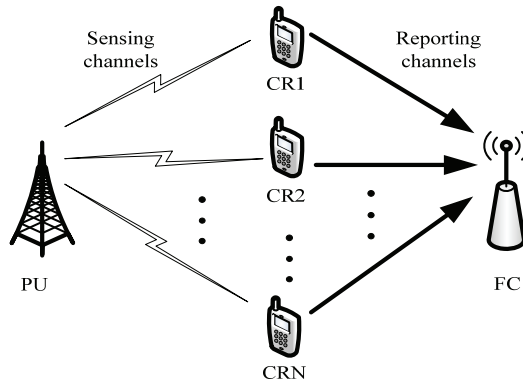 Sensing
channels
Reporting
channels
CR1
CR2
PU
FC
CRN